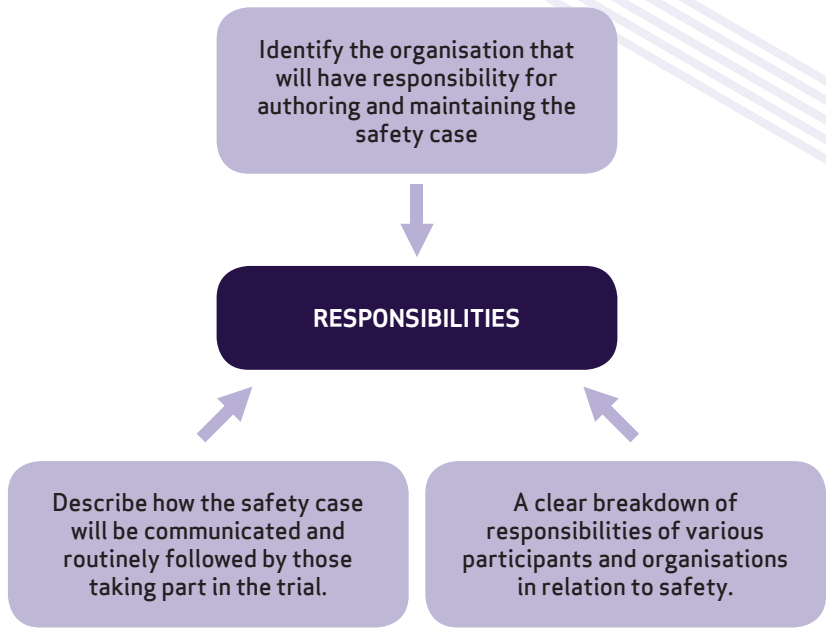 Identify the organisation that
will have responsibility for
authoring and maintaining the
safety case
RESPONSIBILITIES
Describe how the safety case
will be communicated and
routinely followed by those
taking part in the trial.
A clear breakdown of
responsibilities of various
participants and organisations
in relation to safety.